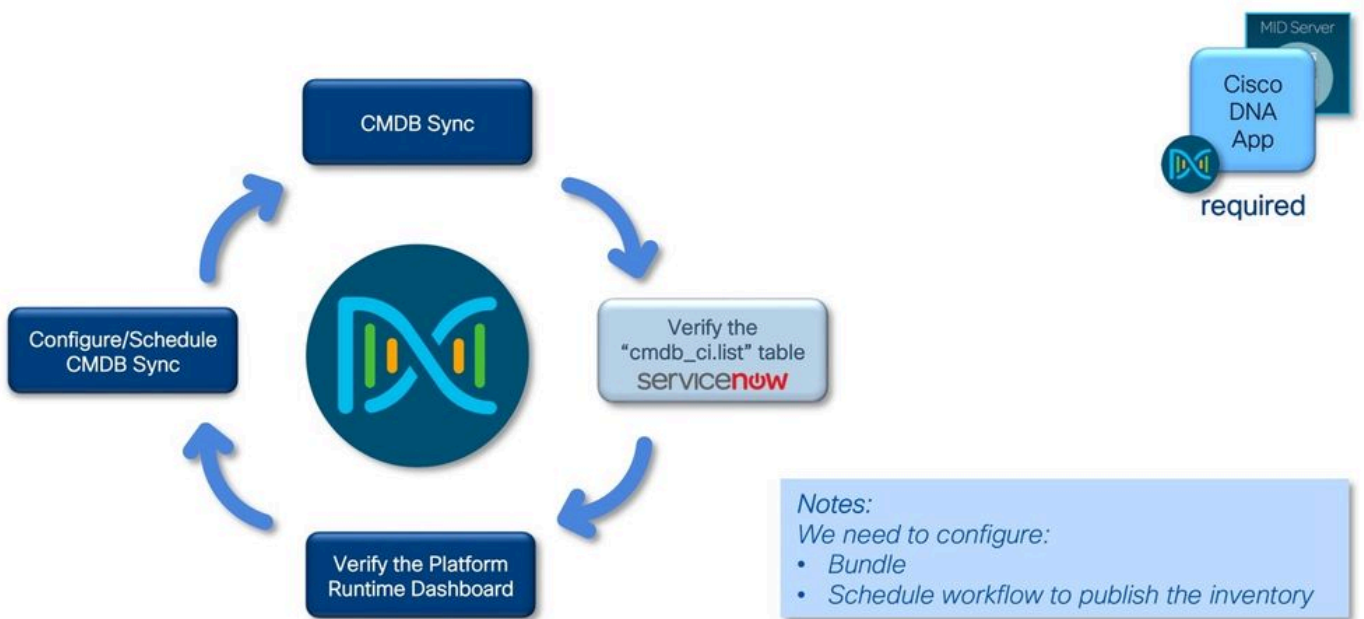 MID Server
Cisco
DNA
App
required
CMDB Sync
Configure/Schedule
CMDB Sync
Verify the
“cmdb_ci.list” table
servicenow
Verify the Platform
Runtime Dashboard
Notes:
We need to configure:
• Bundle
• Schedule workflow to publish the inventory